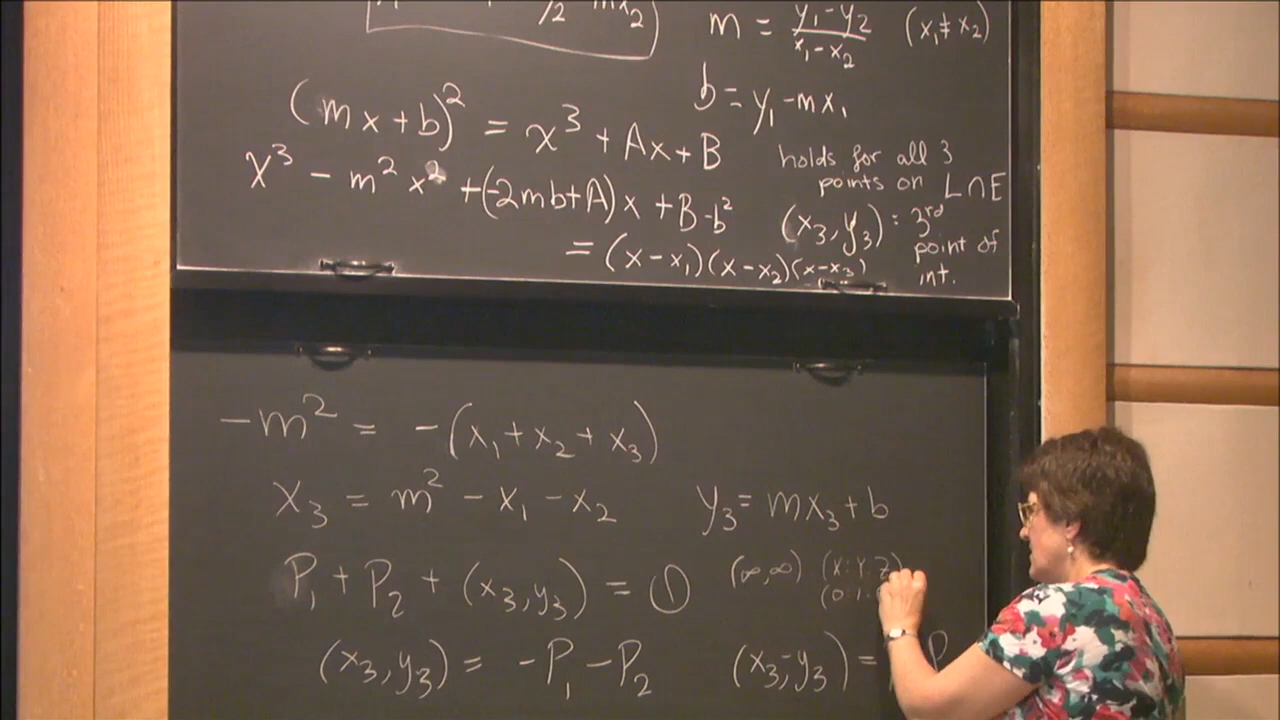 m = (y₁-y₂)/(x₁-x₂) (x₁≠x₂)
b = y₁-mx₁
(mx+b)² = x³+Ax+B
x³ - m²x² +(-2mb+A)x +B-b²
= (x-x₁)(x-x₂)(x-x₃)
holds for all 3
points on L∩E
(x₃,y₃): 3rd
point of
int.
-m² = -(x₁+x₂+x₃)
x₃ = m² - x₁ - x₂ y₃ = mx₃+b
P₁+P₂+(x₃,y₃) = (∞,∞) (x:y:z)
(0:1:
(x₃,y₃) = -P₁-P₂ (x₃,-y₃) = P